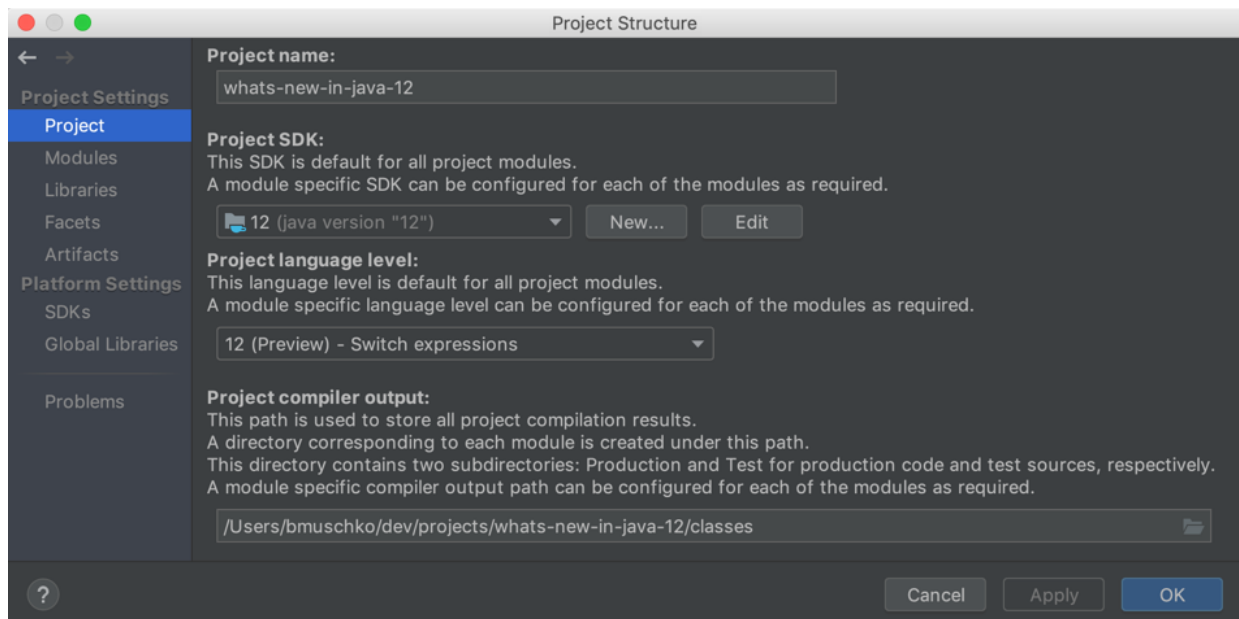 Project Structure
Project Settings
Project
Modules
Libraries
Facets
Artifacts
Platform Settings
SDKs
Global Libraries
Problems
Project name:
whats-new-in-java-12
Project SDK:
This SDK is default for all project modules.
A module specific SDK can be configured for each of the modules as required.
12 (java version "12")
New...
Edit
Project language level:
This language level is default for all project modules.
A module specific language level can be configured for each of the modules as required.
12 (Preview) - Switch expressions
Project compiler output:
This path is used to store all project compilation results.
A directory corresponding to each module is created under this path.
This directory contains two subdirectories: Production and Test for production code and test sources, respectively.
A module specific compiler output path can be configured for each of the modules as required.
/Users/bmuschko/dev/projects/whats-new-in-java-12/classes
?
Cancel
Apply
OK